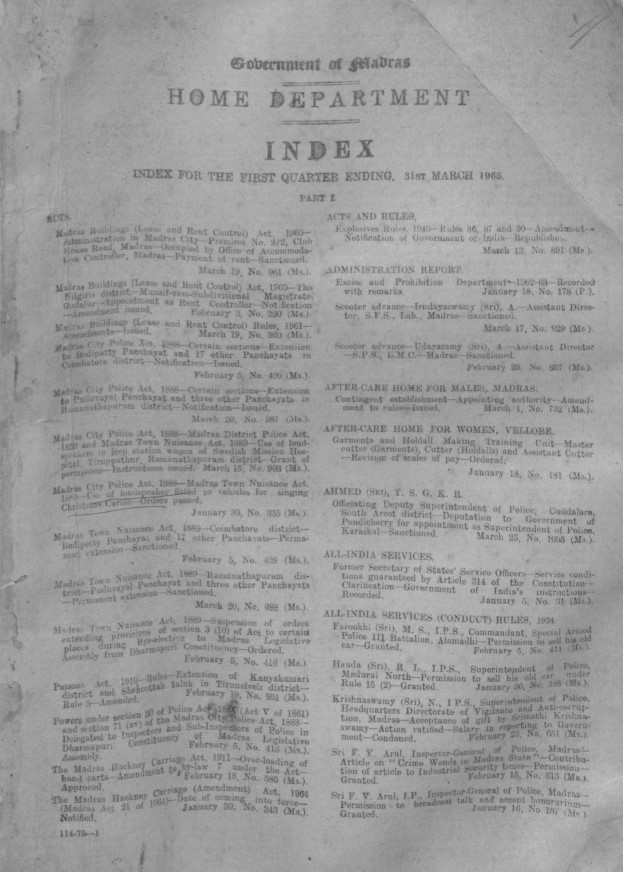 Government of Madras
HOME DEPARTMENT
INDEX
INDEX FOR THE FIRST QUARTER ENDING, 31ST MARCH 1965.
PART I.
ACTS.
Madras Buildings (Lease and Rent Control) Act, 1960—
Administration in Madras City—Premises No. 2/2, Club
House Road, Madras—Occupied by Office of Accommoda-
tion Controller, Madras—Payment of rent—Sanctioned.
March 19, No. 961 (Ms.).
Madras Buildings (Lease and Rent Control) Act, 1960—The
Nilgiris district—Munsif-cum-Subdivisional Magistrate,
Gudalur—Appointment as Rent Controller—Notification
—Amendment issued. February 3, No. 390 (Ms.).
Madras Buildings (Lease and Rent Control) Rules, 1961—
Amendments—Issued. March 19, No. 960 (Ms.).
Madras City Police Act, 1888—Certain sections—Extension
to Bodipatty Panchayat and 17 other Panchayats in
Coimbatore district—Notification—Issued.
February 5, No. 409 (Ms.).
Madras City Police Act, 1888—Certain sections—Extension
to Puduvayal Panchayat and three other Panchayats in
Ramanathapuram district—Notification—Issued.
March 20, No. 987 (Ms.).
Madras City Police Act, 1888—Madras District Police Act,
1859 and Madras Town Nuisance Act, 1889—Use of loud-
speakers in jeep station wagon of Swedish Mission Hos-
pital, Tiruppathur, Ramanathapuram district—Grant of
permission—Instructions issued. March 15, No. 903 (Ms.).
Madras City Police Act, 1888—Madras Town Nuisance Act,
1889—Use of loudspeaker fitted to vehicles for singing
Christmas Carols—Orders passed.
January 30, No. 335 (Ms.).
Madras Town Nuisance Act, 1889—Coimbatore district—
Bodipetty Panchayat and 17 other Panchayats—Perma-
nent extension—Sanctioned.
February 5, No. 408 (Ms.).
Madras Town Nuisance Act, 1889—Ramanathapuram dis-
trict—Puduvayal Panchayat and three other Panchayats
—Permanent extension—Sanctioned.
March 20, No. 988 (Ms.).
Madras Town Nuisance Act, 1889—Suspension of orders
extending provisions of section 3 (10) of Act to certain
places during Bye-election to Madras Legislative
Assembly from Dharmapuri Constituency—Ordered.
February 5, No. 416 (Ms.).
Poisons Act, 1919—Rules—Extension of Kanyakumari
district and Shencottah taluk in Tirunelveli district—
Rule 3—Amended. February 19, No. 594 (Ms.).
Powers under section 30 of Police Act, (Act V of 1861)
and section 71 (xv) of the Madras City Police Act, 1888—
Delegated to Inspectors and Sub-Inspectors of Police in
Dharmapuri Constituency of Madras Legislative
Assembly. February 5, No. 415 (Ms.).
The Madras Hackney Carriage Act, 1911—Over-loading of
hand carts—Amendment to by-law 7 under the Act—
Approved. February 18, No. 586 (Ms.).
The Madras Hackney Carriage (Amendment) Act, 1964
(Madras Act 21 of 1964)—Date of coming into force—
Notified. January 30, No. 343 (Ms.).
114-76—1
ACTS AND RULES.
Explosives Rules, 1940—Rules 86, 87 and 90—Amendment—
Notification of Government of India—Republished.
March 13, No. 891 (Ms.).
ADMINISTRATION REPORT.
Excise and Prohibition Department—1962-63—Recorded
with remarks. January 18, No. 178 (P.).
Scooter advance—Irudayaswamy (Sri), A.—Assistant Direc-
tor, S.F.S., Lab., Madras—Sanctioned.
March 17, No. 929 (Ms.).
Scooter advance—Udayasamy (Sri), A.—Assistant Director
—S.P.S., L.M.C.—Madras—Sanctioned.
February 20, No. 607 (Ms.).
AFTER-CARE HOME FOR MALES, MADRAS.
Contingent establishment—Appointing authority—Amend-
ment to rules—Issued. March 1, No. 732 (Ms.).
AFTER-CARE HOME FOR WOMEN, VELLORE.
Garments and Holdall Making Training Unit—Master
cutter (Garments), Cutter (Holdalls) and Assistant Cutter
—Revision of scales of pay—Ordered.
January 18, No. 181 (Ms.).
AHMED (Sri), T. S. G. K. R.
Officiating Deputy Superintendent of Police, Cuddalore,
South Arcot district—Deputation to Government of
Pondicherry for appointment as Superintendent of Police,
Karaikal—Sanctioned. March 25, No. 1055 (Ms.).
ALL-INDIA SERVICES.
Former Secretary of States' Service Officers—Service condi-
tions guaranteed by Article 314 of the Constitution—
Clarification—Government of India's instructions—
Recorded. January 5, No. 31 (Ms.).
ALL-INDIA SERVICES (CONDUCT) RULES, 1954.
Farookhi (Sri), M. S., I.P.S., Commandant, Special Armed
Police III Battalion, Alamadhi—Permission to sell his old
car—Granted. February 5, No. 411 (Ms.).
Handa (Sri), R. L., I.P.S., Superintendent of Police,
Madurai North—Permission to sell his old car under
Rule 15 (2)—Granted. January 30, No. 336 (Ms.).
Krishnaswamy (Sri), N., I P.S., Superintendent of Police,
Headquarters Directorate of Vigilance and Anti-corrup-
tion, Madras—Acceptance of gift by Srimathi Krishna-
swamy—Action ratified—Salary in reporting to Govern-
ment—Condoned. February 23, No. 651 (Ms.).
Sri F. V. Arul, Inspector-General of Police, Madras—
Article on "Crime Wonds in Madras State"—Contribu-
tion of article to Industrial Security times—Permission—
Granted. February 15, No. 513 (Ms.).
Sri F. V. Arul, I.P., Inspector-General of Police, Madras—
Permission to broadcast talk and accept honorarium—
Granted. January 16, No. 167 (Ms.).